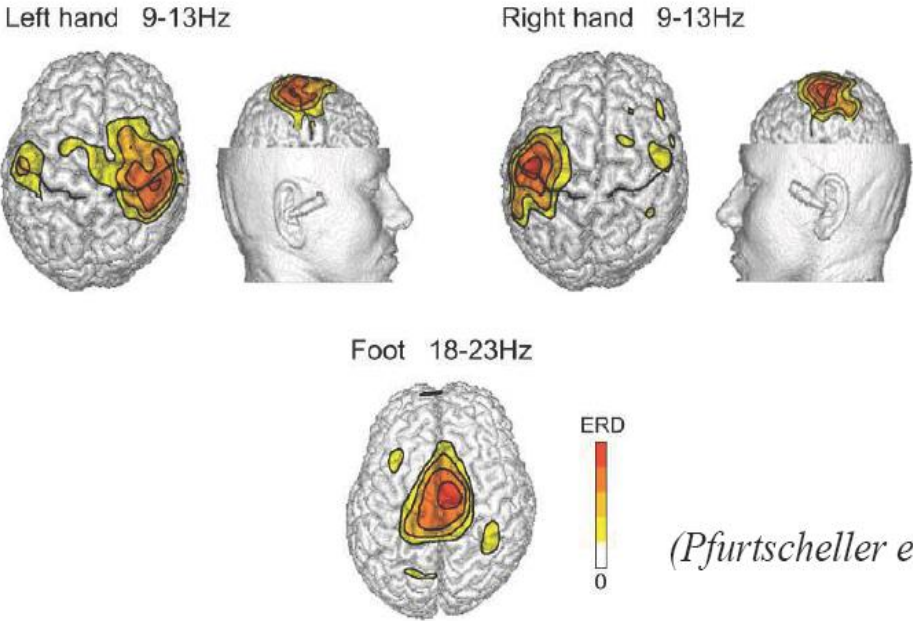 Left hand 9-13Hz
Right hand 9-13Hz
Foot 18-23Hz
ERD
0
(Pfurtscheller e